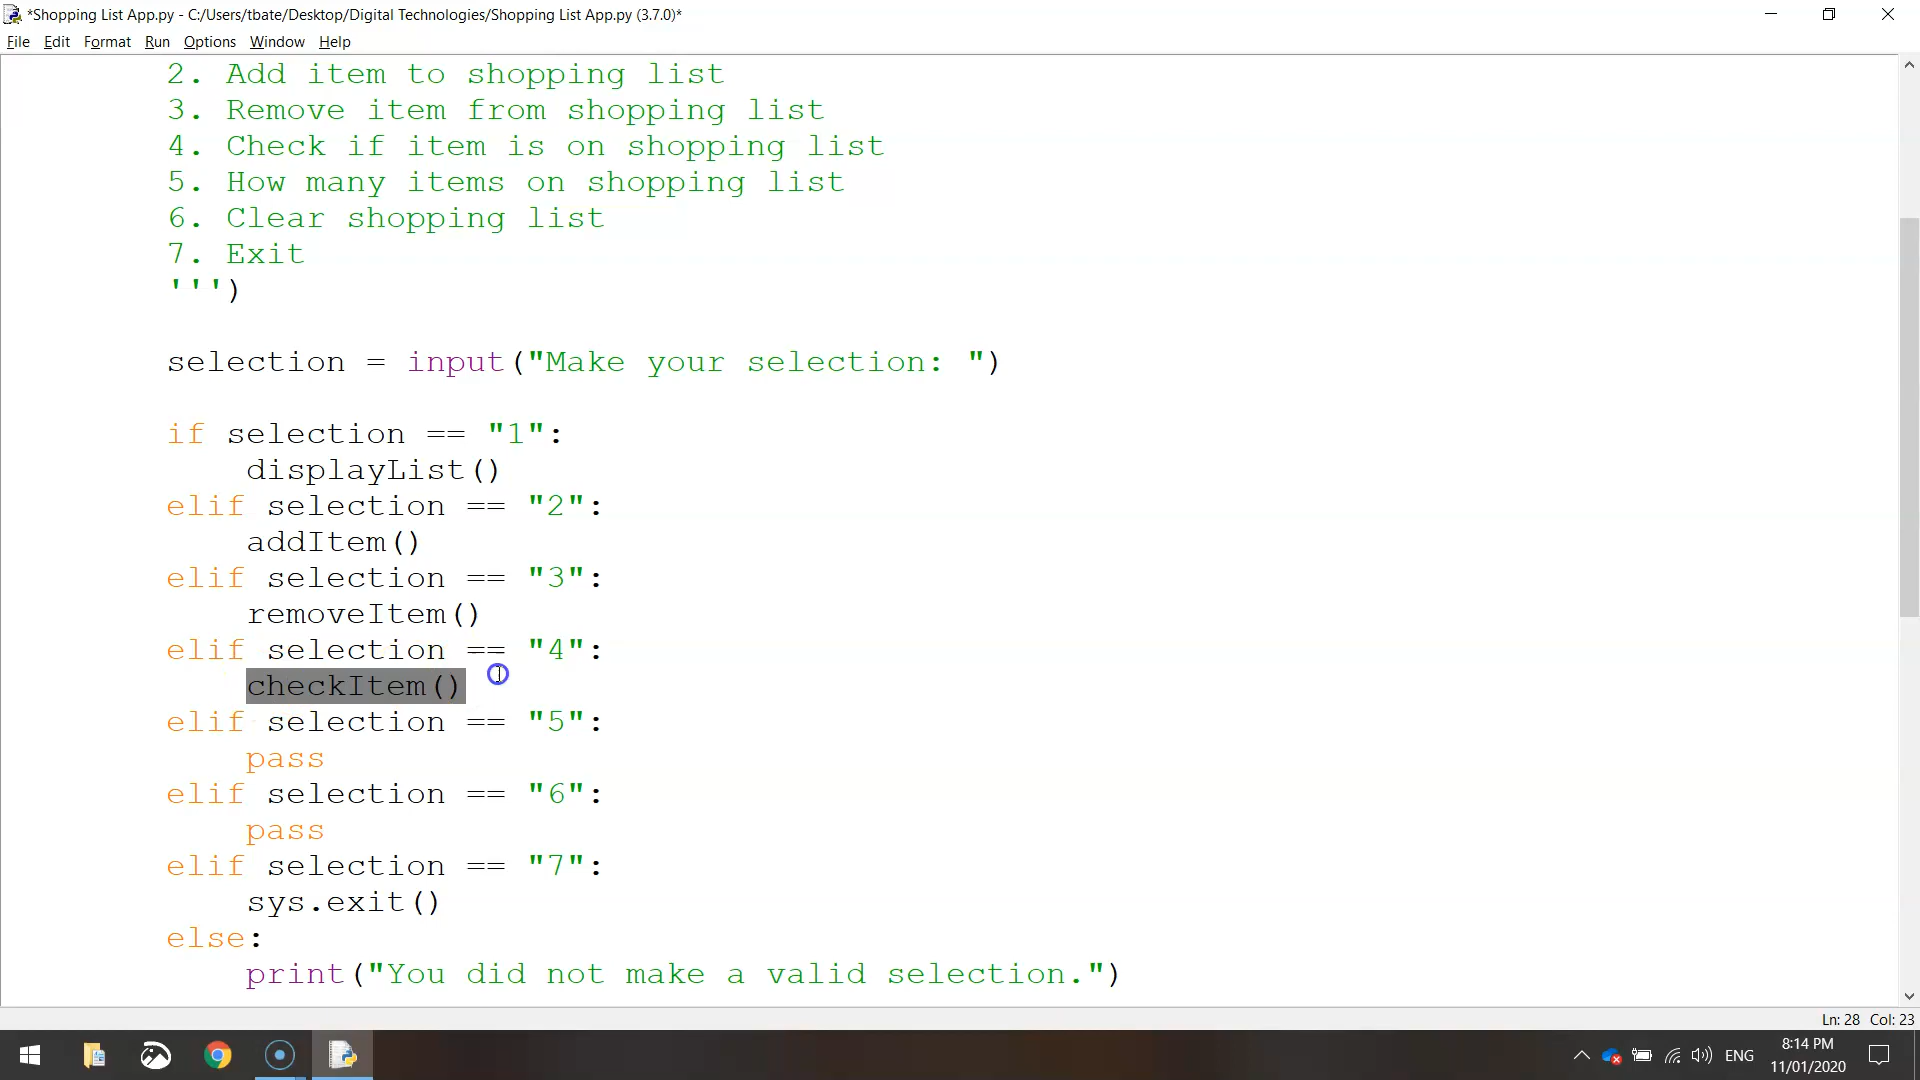 *Shopping List App.py - C:/Users/tbate/Desktop/Digital Technologies/Shopping List App.py (3.7.0)*
File Edit Format Run Options Window Help
2. Add item to shopping list
3. Remove item from shopping list
4. Check if item is on shopping list
5. How many items on shopping list
6. Clear shopping list
7. Exit
''')
selection = input("Make your selection: ")
if selection == "1":
displayList()
elif selection == "2":
addItem()
elif selection == "3":
removeItem()
elif selection == "4":
checkItem()
elif selection == "5":
pass
elif selection == "6":
pass
elif selection == "7":
sys.exit()
else:
print("You did not make a valid selection.")
Ln: 28 Col: 23
ENG
8:14 PM
11/01/2020